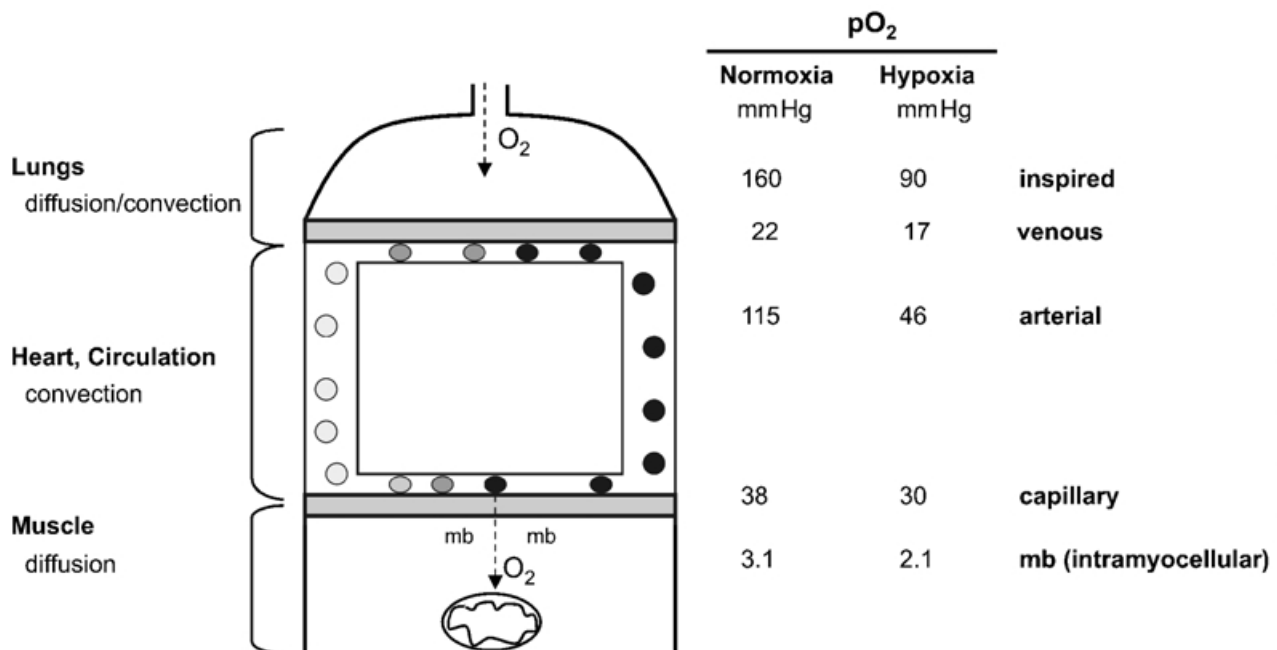 pO₂
Normoxia Hypoxia
mmHg mmHg
O₂
Lungs
diffusion/convection
160 90 inspired
22 17 venous
115 46 arterial
Heart, Circulation
convection
38 30 capillary
Muscle
diffusion
mb mb
3.1 2.1 mb (intramyocellular)
O₂